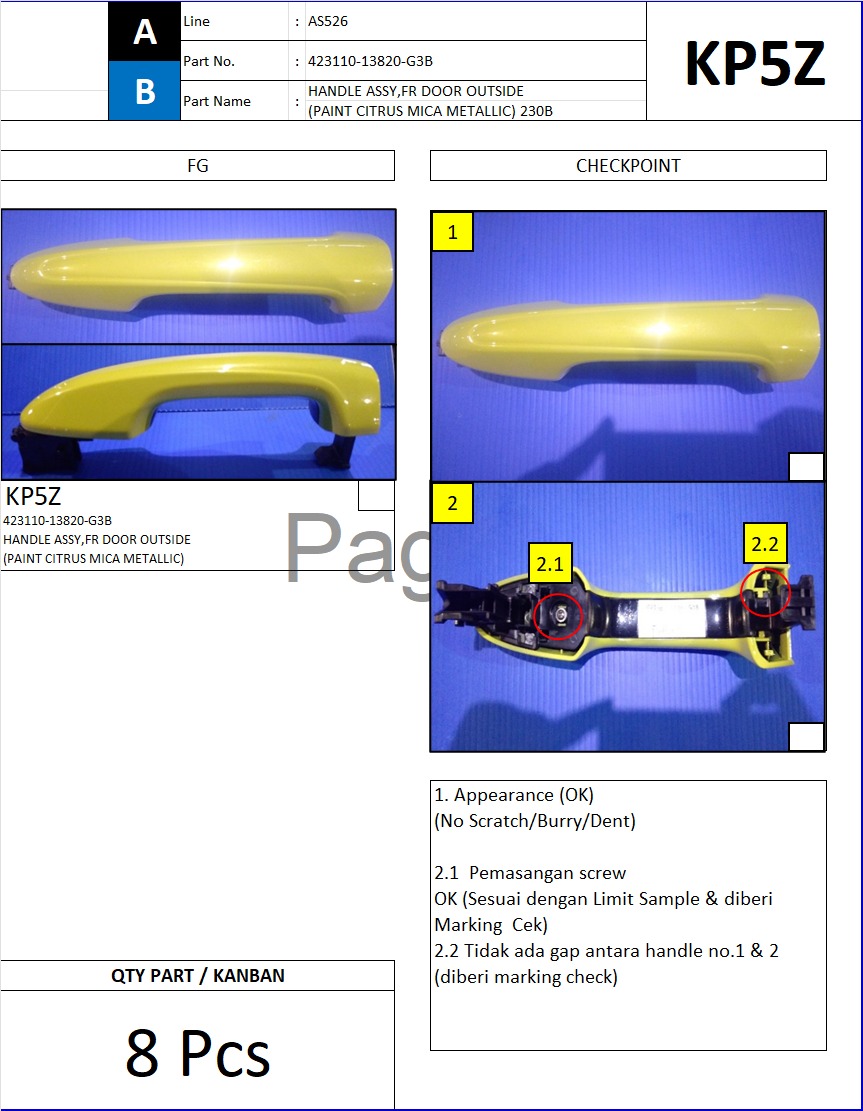 A
B
Line : AS526
Part No. : 423110-13820-G3B
Part Name : HANDLE ASSY,FR DOOR OUTSIDE
(PAINT CITRUS MICA METALLIC) 230B
KP5Z
FG
CHECKPOINT
1
KP5Z
423110-13820-G3B
HANDLE ASSY,FR DOOR OUTSIDE
(PAINT CITRUS MICA METALLIC)
Pag
2
2.1
2.2
1. Appearance (OK)
(No Scratch/Burry/Dent)
2.1 Pemasangan screw
OK (Sesuai dengan Limit Sample & diberi
Marking Cek)
2.2 Tidak ada gap antara handle no.1 & 2
(diberi marking check)
QTY PART / KANBAN
8 Pcs